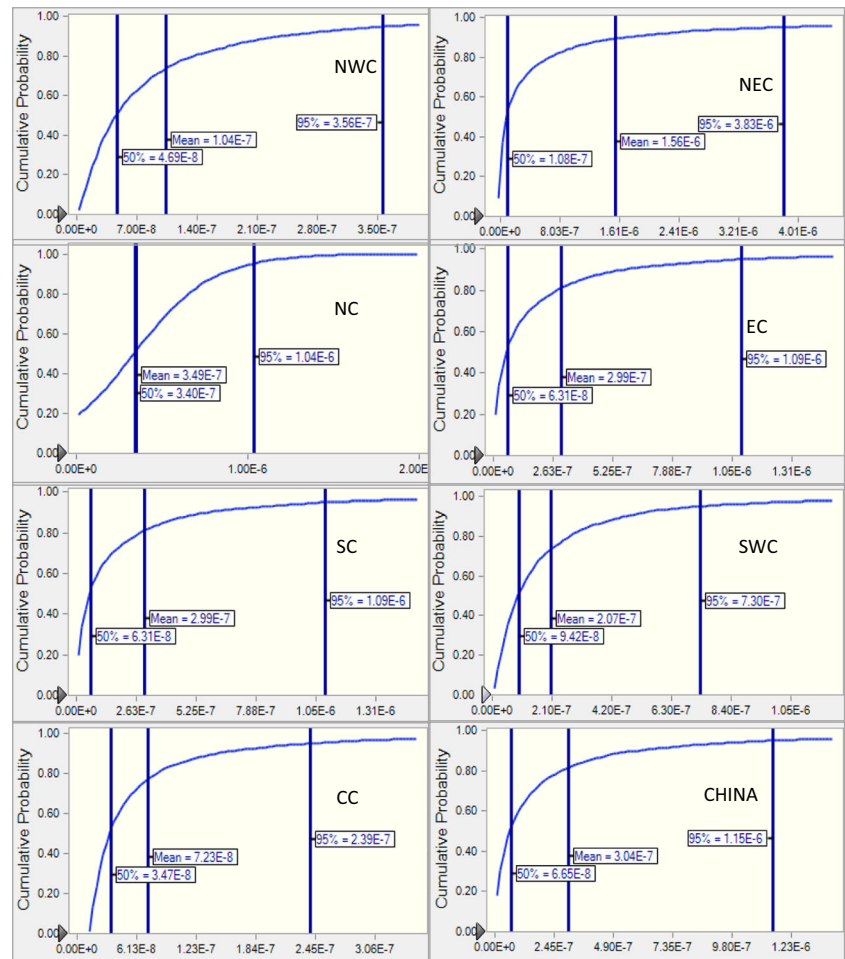 Cumulative Probability
1.00
0.80
0.60
0.40
0.20
0.00
NWC
95% = 3.56E-7
Mean = 1.04E-7
50% = 4.69E-8
0.00E+0 7.00E-8 1.40E-7 2.10E-7 2.80E-7 3.50E-7
Cumulative Probability
1.00
0.80
0.60
0.40
0.20
0.00
NEC
95% = 3.83E-6
Mean = 1.56E-6
50% = 1.08E-7
0.00E+0 8.03E-7 1.61E-6 2.41E-6 3.21E-6 4.01E-6
Cumulative Probability
1.00
0.80
0.60
0.40
0.20
0.00
NC
95% = 1.04E-6
Mean = 3.49E-7
50% = 3.40E-7
0.00E+0 1.00E-6 2.00E
Cumulative Probability
1.00
0.80
0.60
0.40
0.20
0.00
EC
95% = 1.09E-6
Mean = 2.99E-7
50% = 6.31E-8
0.00E+0 2.63E-7 5.25E-7 7.88E-7 1.05E-6 1.31E-6
Cumulative Probability
1.00
0.80
0.60
0.40
0.20
0.00
SC
95% = 1.09E-6
Mean = 2.99E-7
50% = 6.31E-8
0.00E+0 2.63E-7 5.25E-7 7.88E-7 1.05E-6 1.31E-6
Cumulative Probability
1.00
0.80
0.60
0.40
0.20
0.00
SWC
95% = 7.30E-7
Mean = 2.07E-7
50% = 9.42E-8
0.00E+0 2.10E-7 4.20E-7 6.30E-7 8.40E-7 1.05E-6
Cumulative Probability
1.00
0.80
0.60
0.40
0.20
0.00
CC
95% = 2.39E-7
Mean = 7.23E-8
50% = 3.47E-8
0.00E+0 6.13E-8 1.23E-7 1.84E-7 2.45E-7 3.06E-7
Cumulative Probability
1.00
0.80
0.60
0.40
0.20
0.00
CHINA
95% = 1.15E-6
Mean = 3.04E-7
50% = 6.65E-8
0.00E+0 2.45E-7 4.90E-7 7.35E-7 9.80E-7 1.23E-6